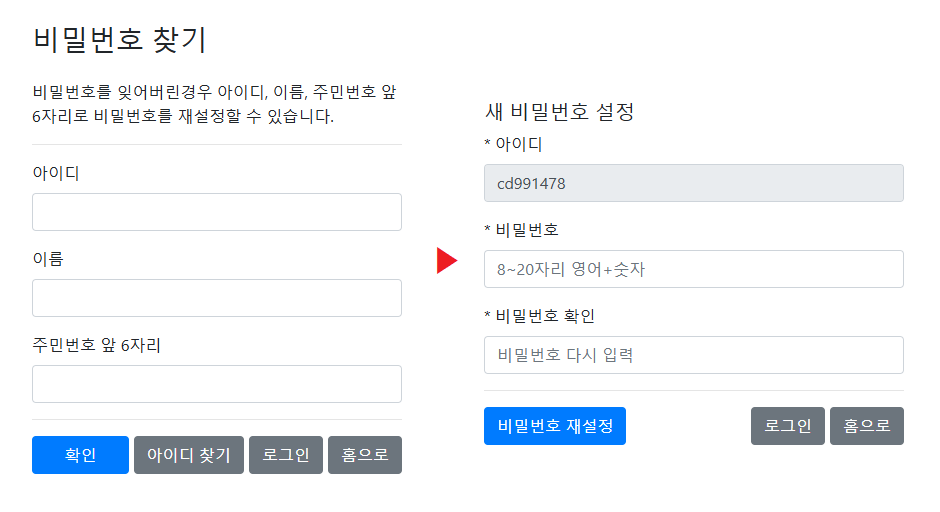 비밀번호 찾기
비밀번호를 잊어버린경우 아이디, 이름, 주민번호 앞
6자리로 비밀번호를 재설정할 수 있습니다.
아이디
이름
주민번호 앞 6자리
확인 아이디 찾기 로그인 홈으로
새 비밀번호 설정
* 아이디
cd991478
* 비밀번호
8~20자리 영어+숫자
* 비밀번호 확인
비밀번호 다시 입력
비밀번호 재설정 로그인 홈으로